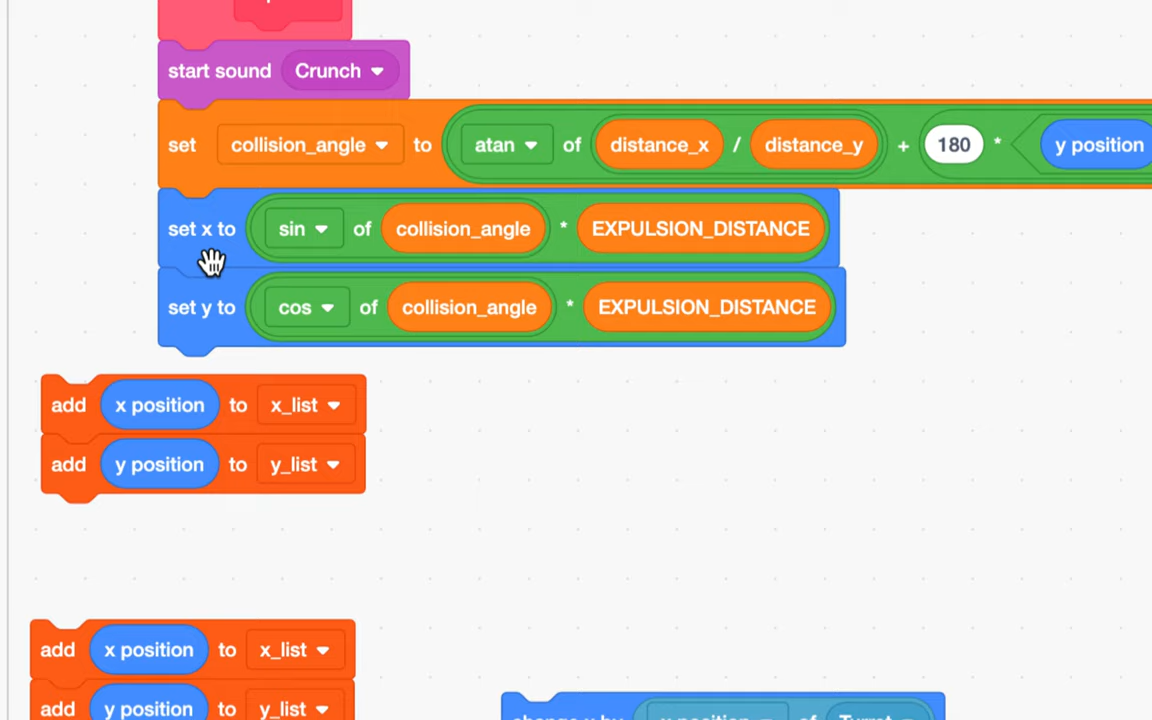 start sound Crunch
set collision_angle to atan of distance_x / distance_y + 180 * y position
set x to sin of collision_angle * EXPULSION_DISTANCE
set y to cos of collision_angle * EXPULSION_DISTANCE
add x position to x_list
add y position to y_list
add x position to x_list
add y position to y_list
of Turret